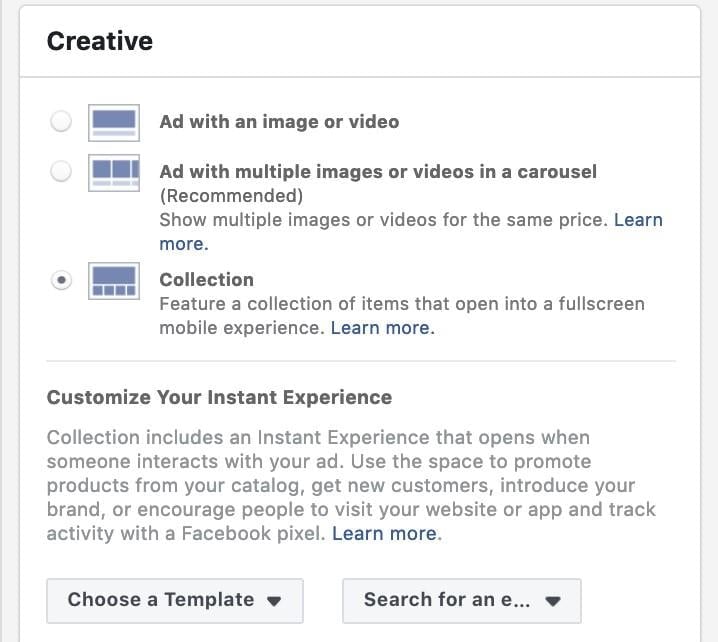 Creative
Ad with an image or video
Ad with multiple images or videos in a carousel
(Recommended)
Show multiple images or videos for the same price. Learn
more.
Collection
Feature a collection of items that open into a fullscreen
mobile experience. Learn more.
Customize Your Instant Experience
Collection includes an Instant Experience that opens when
someone interacts with your ad. Use the space to promote
products from your catalog, get new customers, introduce your
brand, or encourage people to visit your website or app and track
activity with a Facebook pixel. Learn more.
Choose a Template
Search for an e...